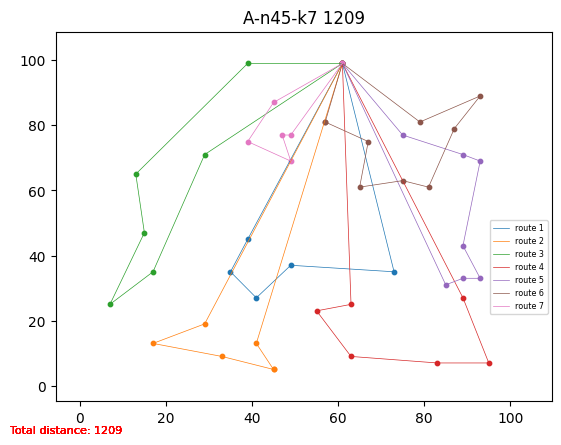 A-n45-k7 1209
100
80
60
40
20
0
route 1
route 2
route 3
route 4
route 5
route 6
route 7
0 20 40 60 80 100
Total distance: 1209